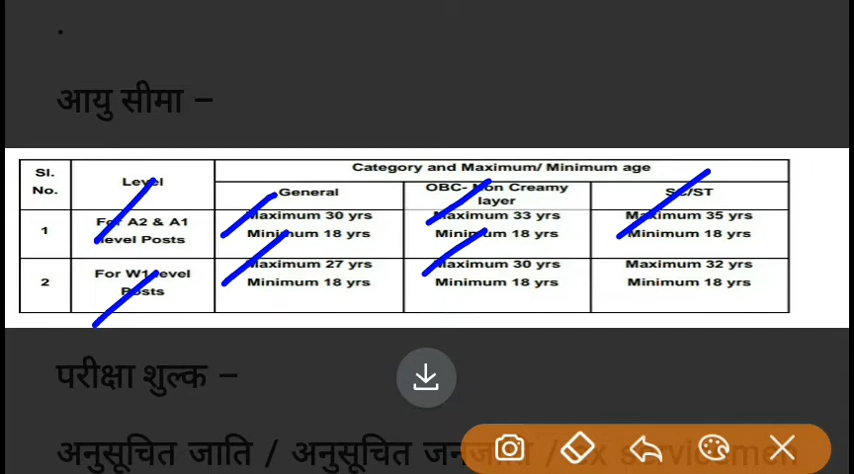 आयु सीमा –
Category and Maximum/ Minimum age
Sl. No.
Level
General
OBC- Non Creamy layer
SC/ST
1
For A2 & A1 level Posts
Maximum 30 yrs
Minimum 18 yrs
Maximum 33 yrs
Minimum 18 yrs
Maximum 35 yrs
Minimum 18 yrs
2
For W1 level Posts
Maximum 27 yrs
Minimum 18 yrs
Maximum 30 yrs
Minimum 18 yrs
Maximum 32 yrs
Minimum 18 yrs
परीक्षा शुल्क –
अनुसूचित जाति / अनुसूचित जनजाति / ex servicemen